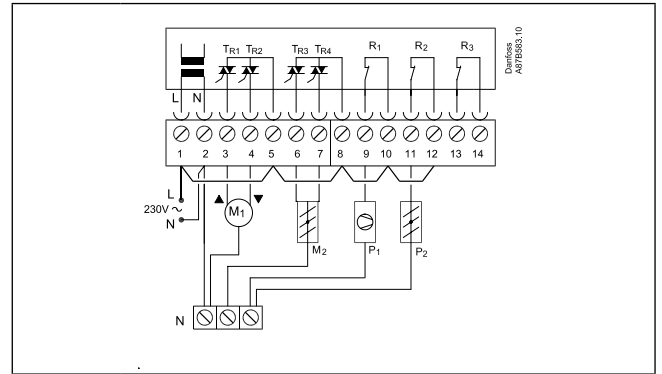 TR1 TR2 TR3 TR4 R1 R2 R3
Danfoss
A87B583.10
L N
1 2 3 4 5 6 7 8 9 10 11 12 13 14
L
230V ~
N
▲ M1 ▼
M2 P1 P2
N